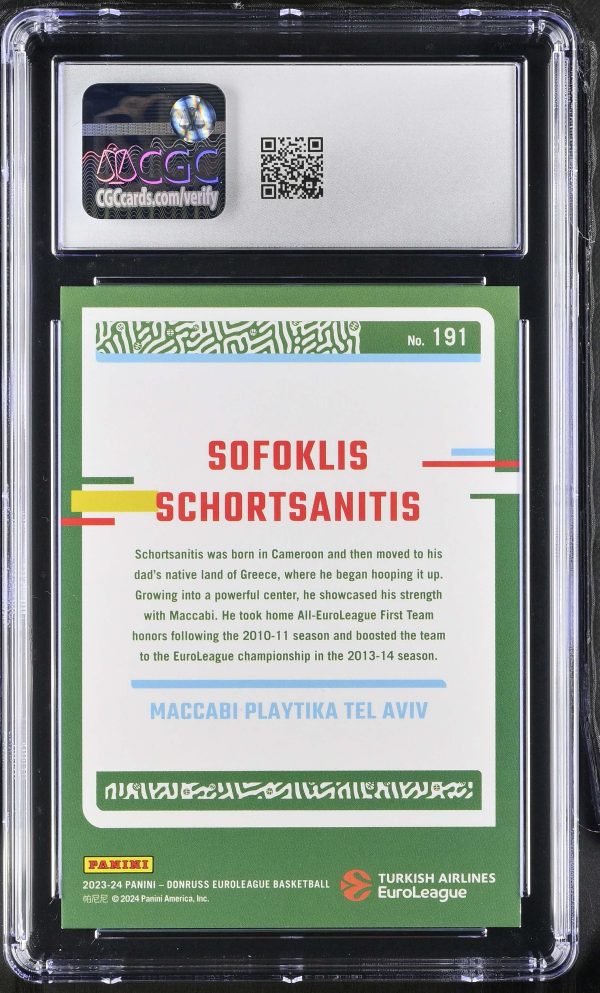 CGC
CGCcards.com/verify
No. 191
SOFOKLIS
SCHORTSANITIS
Schortsanitis was born in Cameroon and then moved to his
dad's native land of Greece, where he began hooping it up.
Growing into a powerful center, he showcased his strength
with Maccabi. He took home All-EuroLeague First Team
honors following the 2010-11 season and boosted the team
to the EuroLeague championship in the 2013-14 season.
MACCABI PLAYTIKA TEL AVIV
PANINI
2023-24 PANINI – DONRUSS EUROLEAGUE BASKETBALL
帕尼尼 © 2024 Panini America, Inc.
TURKISH AIRLINES
EuroLeague